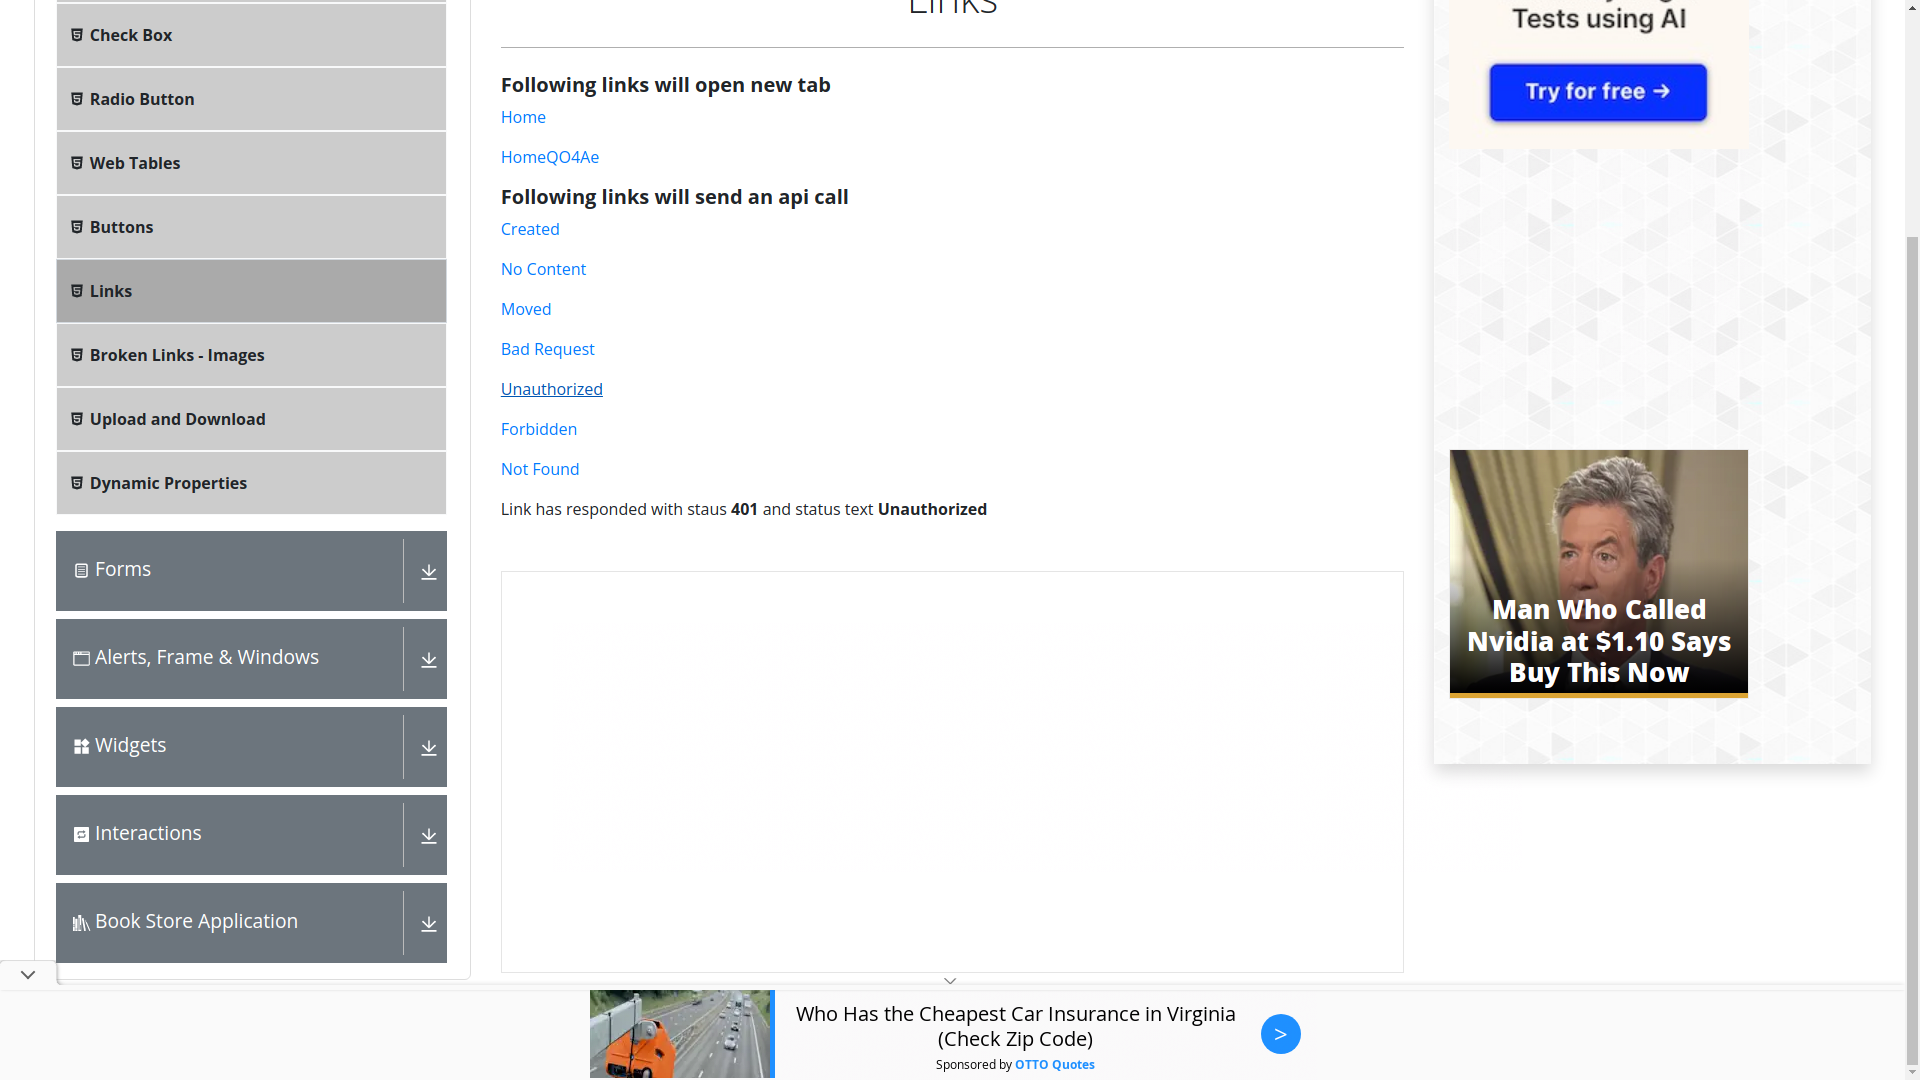 Check Box
Radio Button
Web Tables
Buttons
Links
Broken Links - Images
Upload and Download
Dynamic Properties
Forms
Alerts, Frame & Windows
Widgets
Interactions
Book Store Application
Links
Following links will open new tab
Home
HomeQO4Ae
Following links will send an api call
Created
No Content
Moved
Bad Request
Unauthorized
Forbidden
Not Found
Link has responded with staus 401 and status text Unauthorized
Tests using AI
Try for free →
Man Who Called
Nvidia at $1.10 Says
Buy This Now
Who Has the Cheapest Car Insurance in Virginia
(Check Zip Code)
Sponsored by OTTO Quotes
>